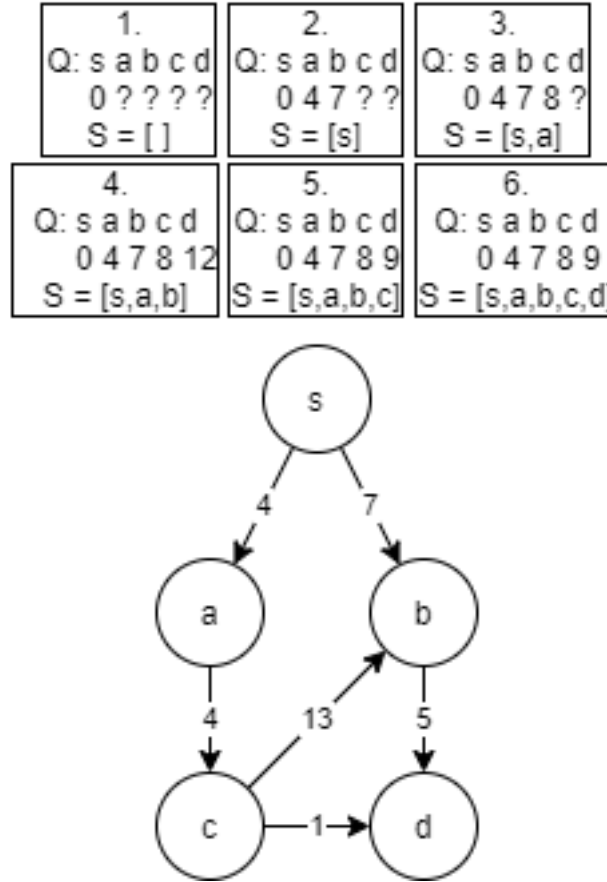 1.
Q: s a b c d
0 ? ? ? ?
S = [ ]
2.
Q: s a b c d
0 4 7 ? ?
S = [s]
3.
Q: s a b c d
0 4 7 8 ?
S = [s,a]
4.
Q: s a b c d
0 4 7 8 12
S = [s,a,b]
5.
Q: s a b c d
0 4 7 8 9
S = [s,a,b,c]
6.
Q: s a b c d
0 4 7 8 9
S = [s,a,b,c,d]
s
4
7
a
b
4
13
5
c
1
d